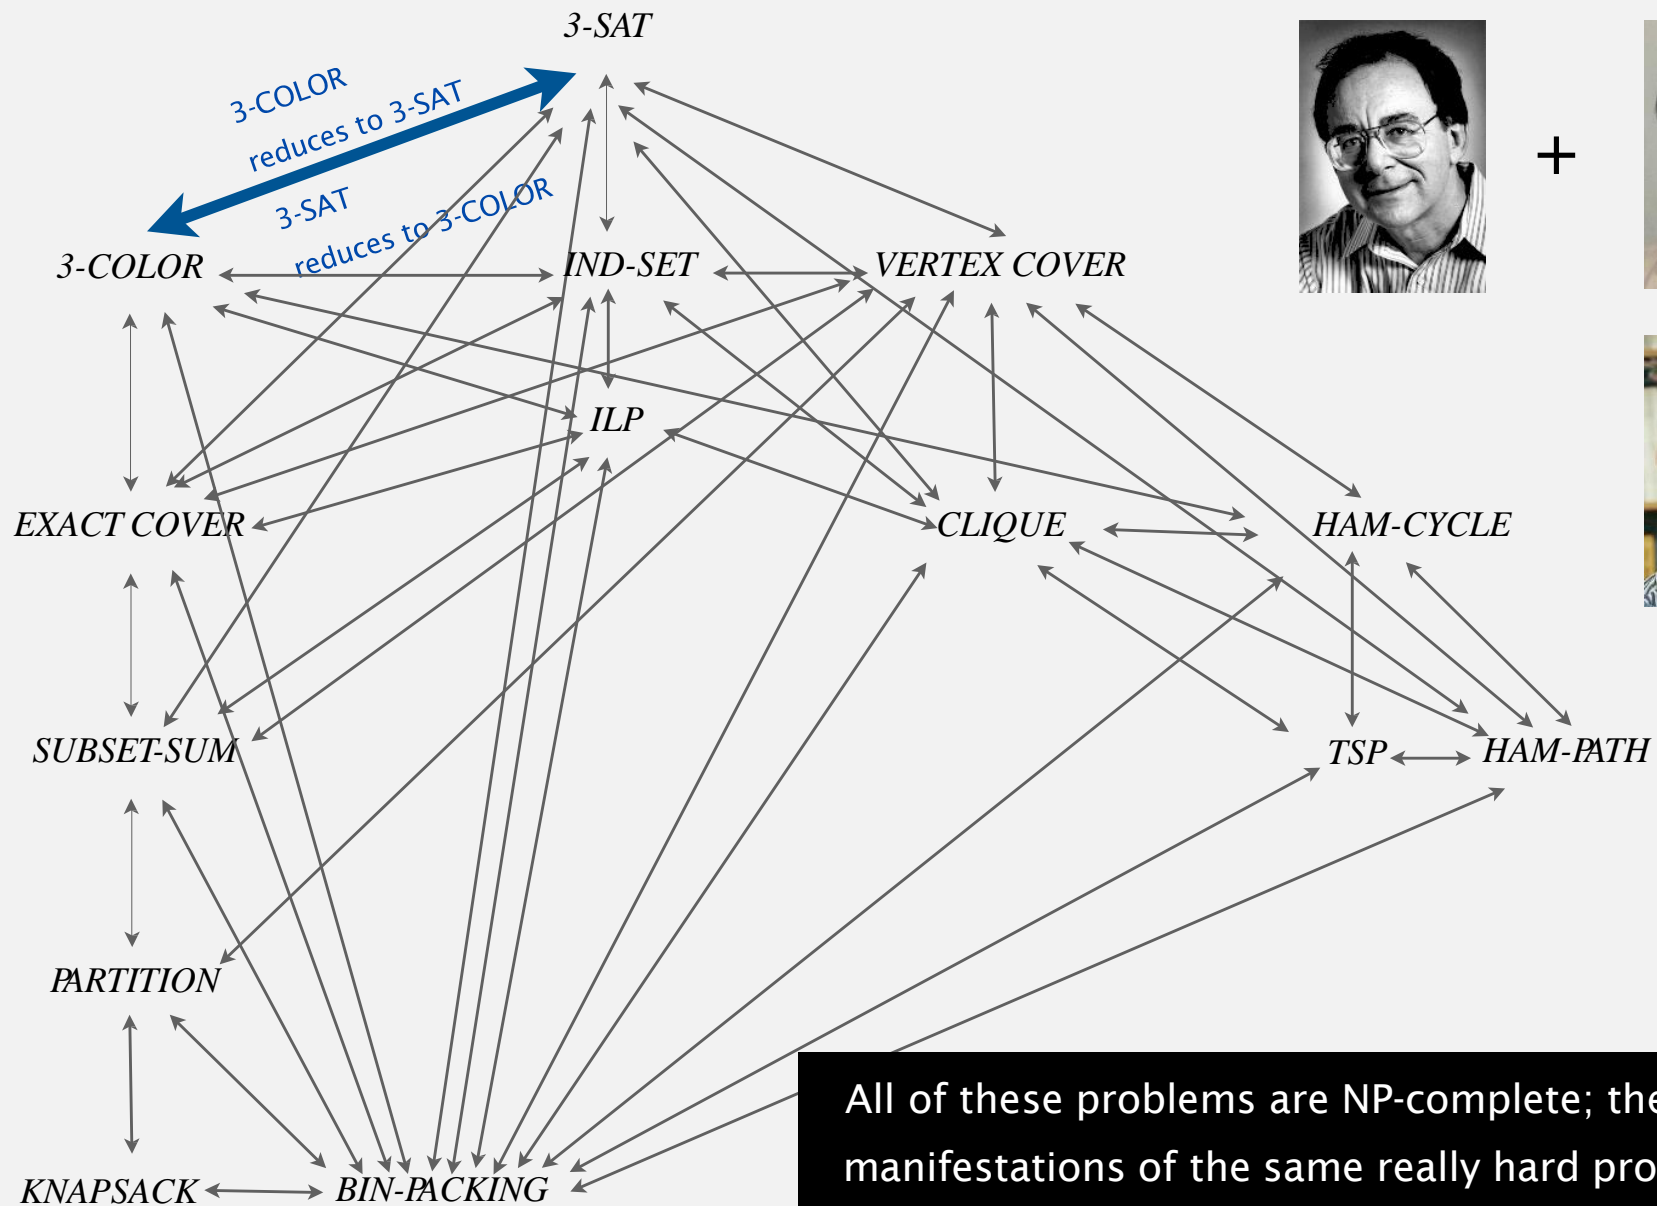 3-SAT
3-COLOR
reduces to 3-SAT
3-SAT
reduces to 3-COLOR
+
3-COLOR
IND-SET
VERTEX COVER
ILP
EXACT COVER
CLIQUE
HAM-CYCLE
SUBSET-SUM
TSP
HAM-PATH
PARTITION
All of these problems are NP-complete;
manifestations of the same really hard
KNAPSACK
BIN-PACKING